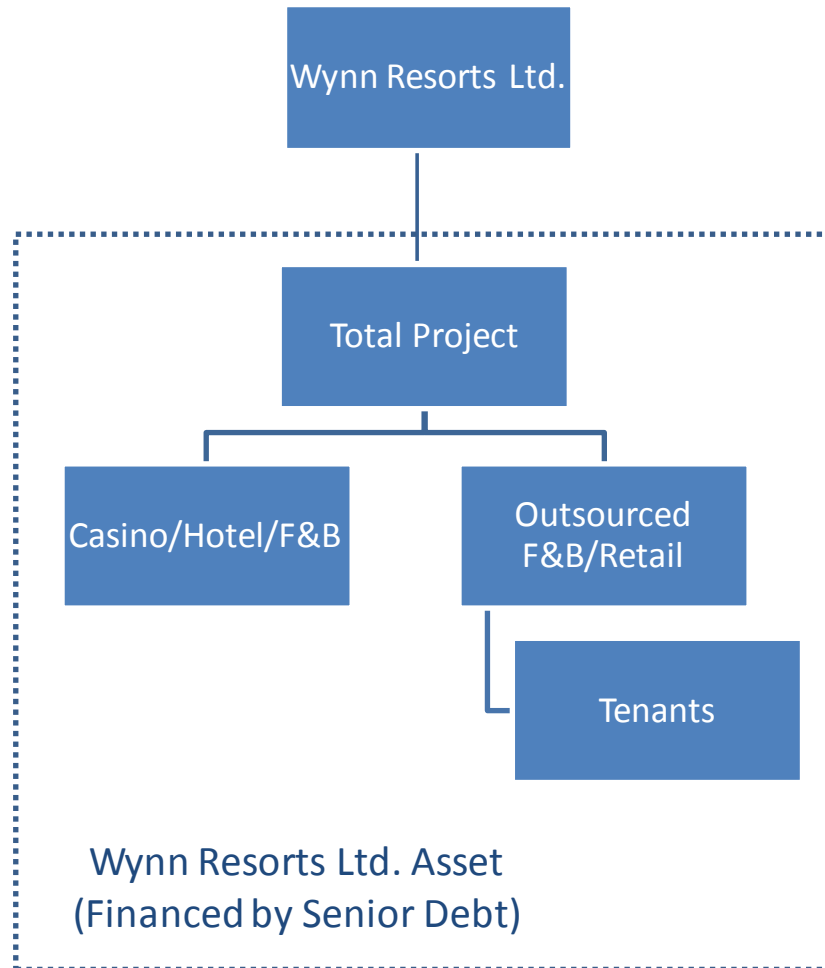 Wynn Resorts Ltd.
Total Project
Casino/Hotel/F&B
Outsourced
F&B/Retail
Tenants
Wynn Resorts Ltd. Asset
(Financed by Senior Debt)